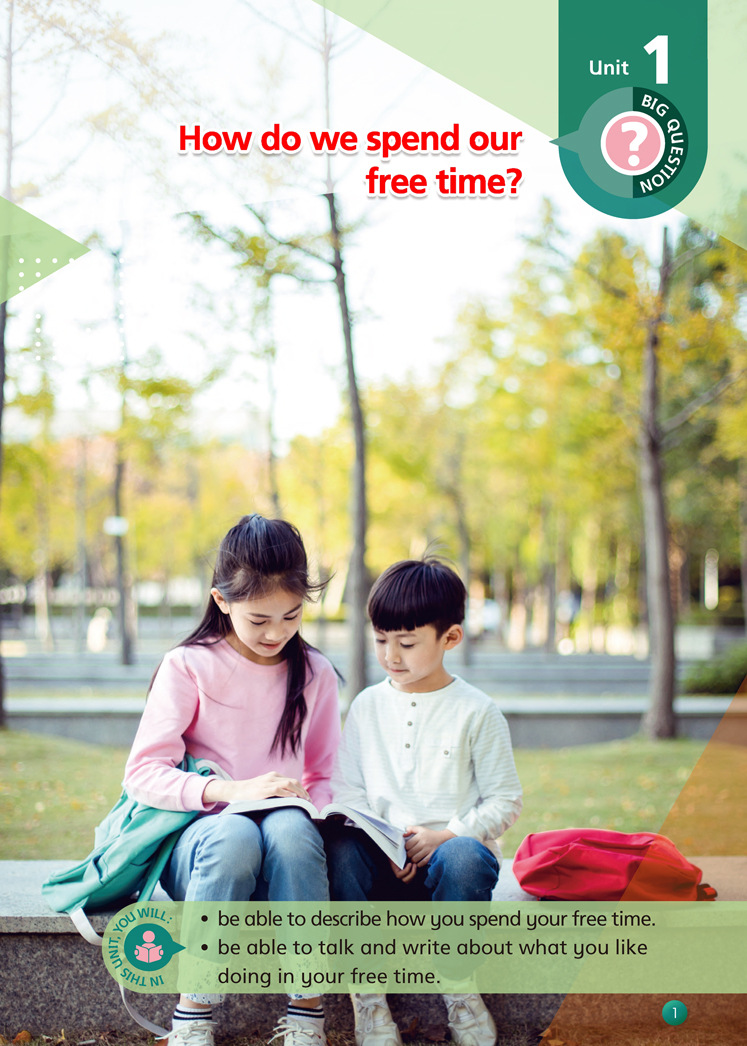 Unit 1
BIG QUESTION
?
How do we spend our
free time?
IN THIS UNIT, YOU WILL:
• be able to describe how you spend your free time.
• be able to talk and write about what you like
doing in your free time.
1